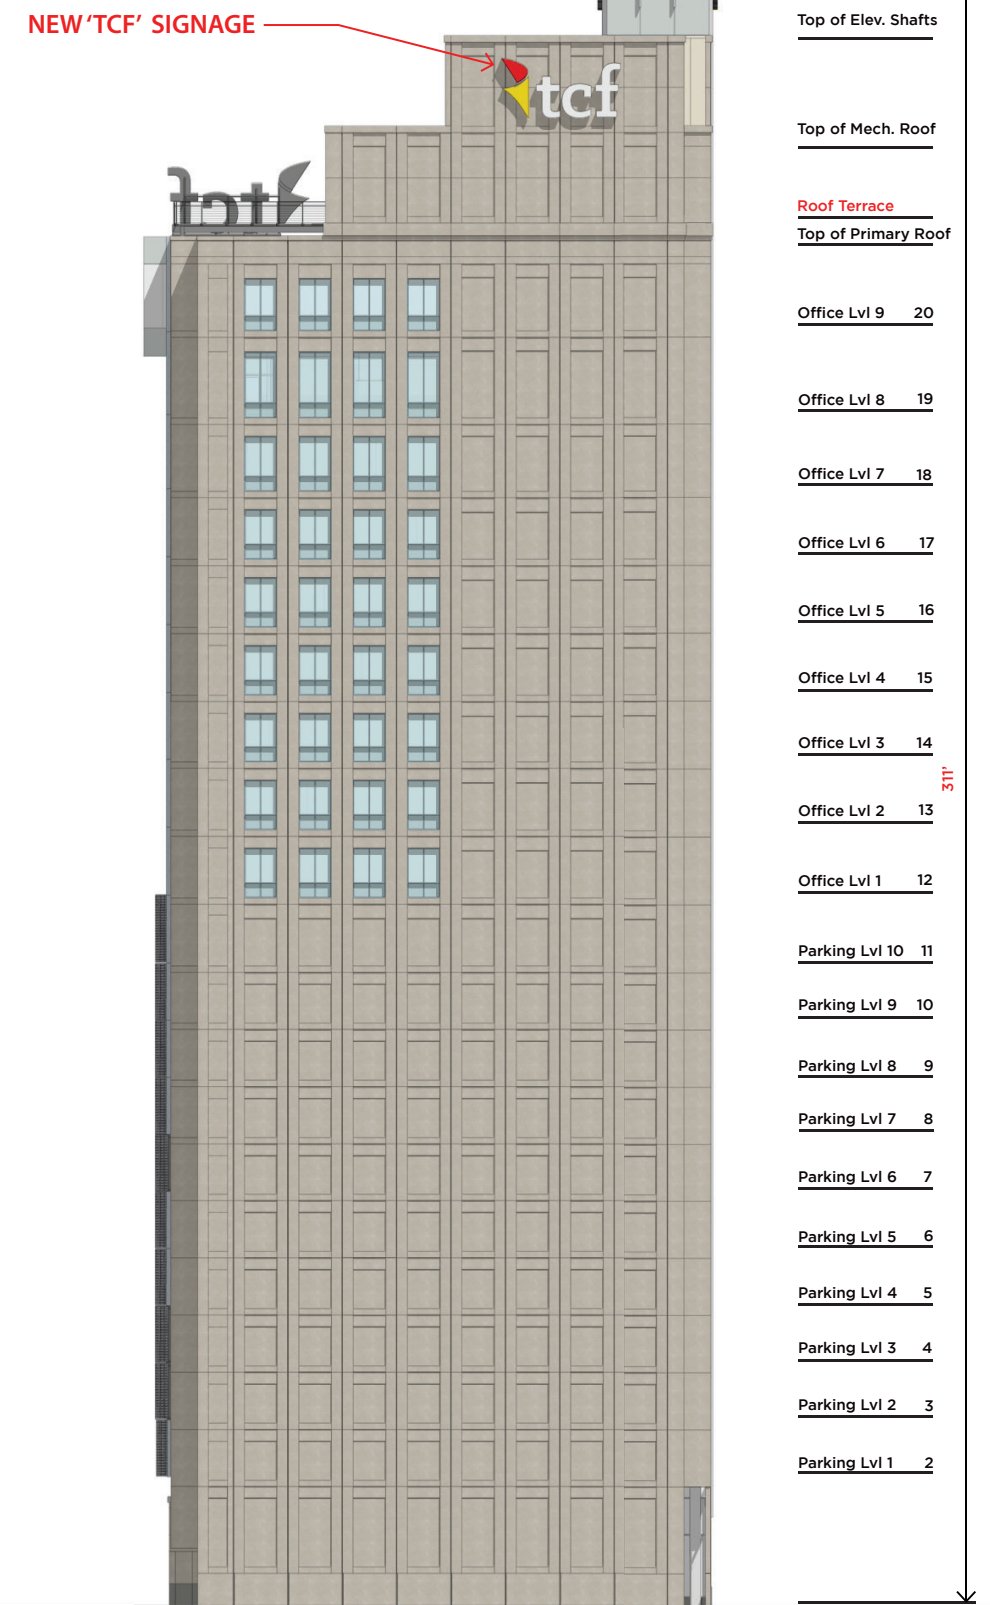 NEW 'TCF' SIGNAGE
tcf
tcf
Top of Elev. Shafts
Top of Mech. Roof
Roof Terrace
Top of Primary Roof
Office Lvl 9 20
Office Lvl 8 19
Office Lvl 7 18
Office Lvl 6 17
Office Lvl 5 16
Office Lvl 4 15
Office Lvl 3 14
311'
Office Lvl 2 13
Office Lvl 1 12
Parking Lvl 10 11
Parking Lvl 9 10
Parking Lvl 8 9
Parking Lvl 7 8
Parking Lvl 6 7
Parking Lvl 5 6
Parking Lvl 4 5
Parking Lvl 3 4
Parking Lvl 2 3
Parking Lvl 1 2